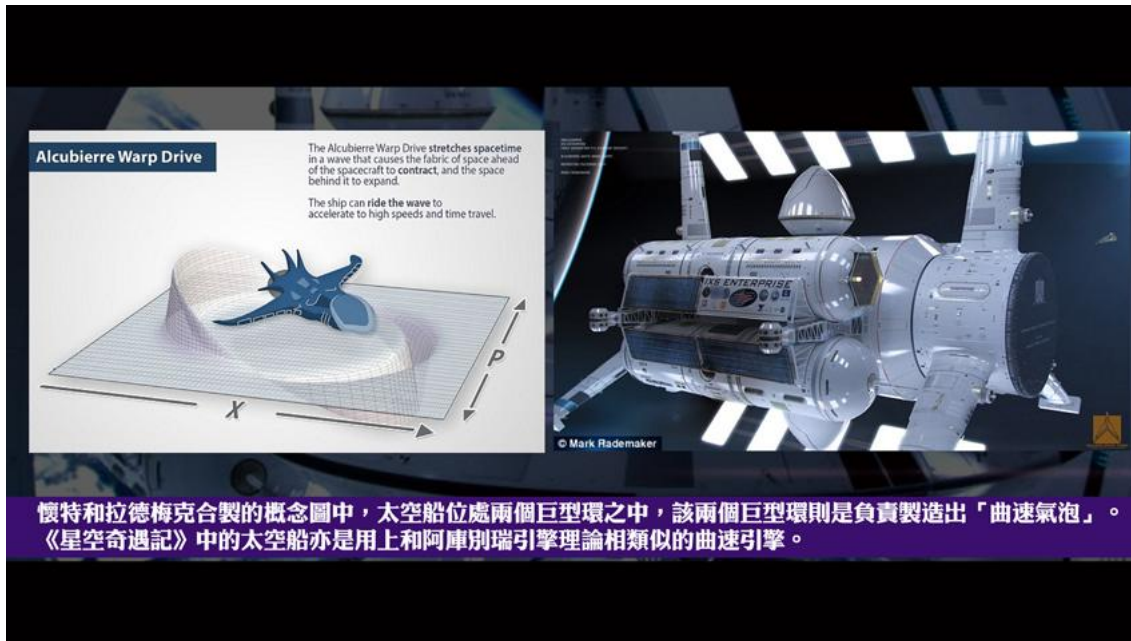 Alcubierre Warp Drive
The Alcubierre Warp Drive stretches spacetime
in a wave that causes the fabric of space ahead
of the spacecraft to contract, and the space
behind it to expand.
The ship can ride the wave to
accelerate to high speeds and time travel.
X
P
IXS ENTERPRISE
© Mark Rademaker
懷特和拉德梅克合製的概念圖中，太空船位處兩個巨型環之中，該兩個巨型環則是負責製造出「曲速氣泡」。
《星空奇遇記》中的太空船亦是用上和阿庫別瑞引擎理論相類似的曲速引擎。